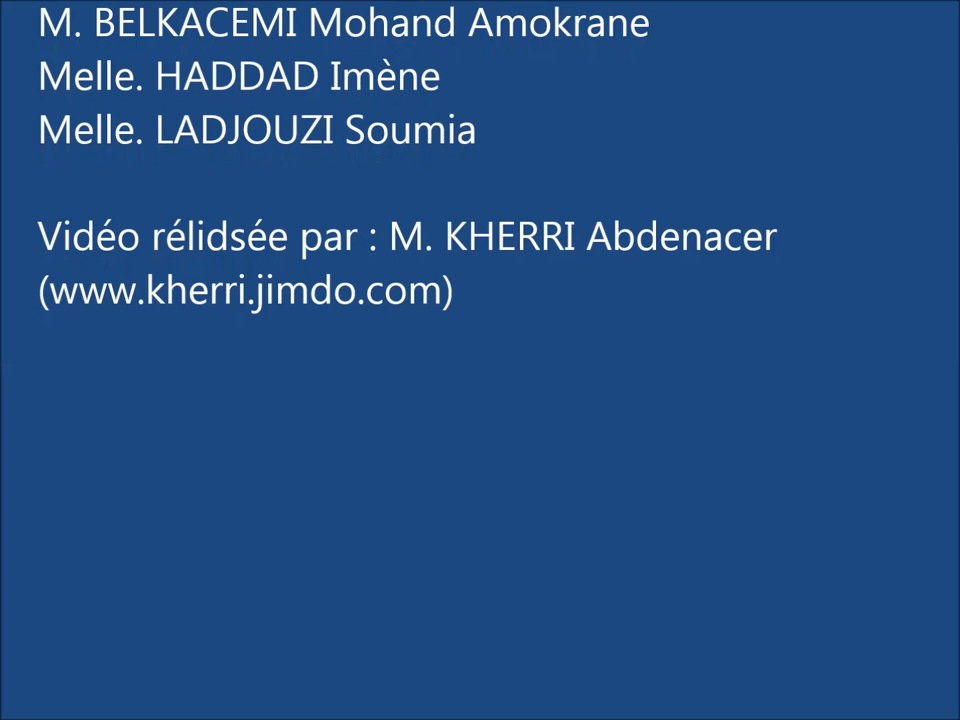 M. BELKACEMI Mohand Amokrane
Melle. HADDAD Imène
Melle. LADJOUZI Soumia
Vidéo rélidsée par : M. KHERRI Abdenacer
(www.kherri.jimdo.com)